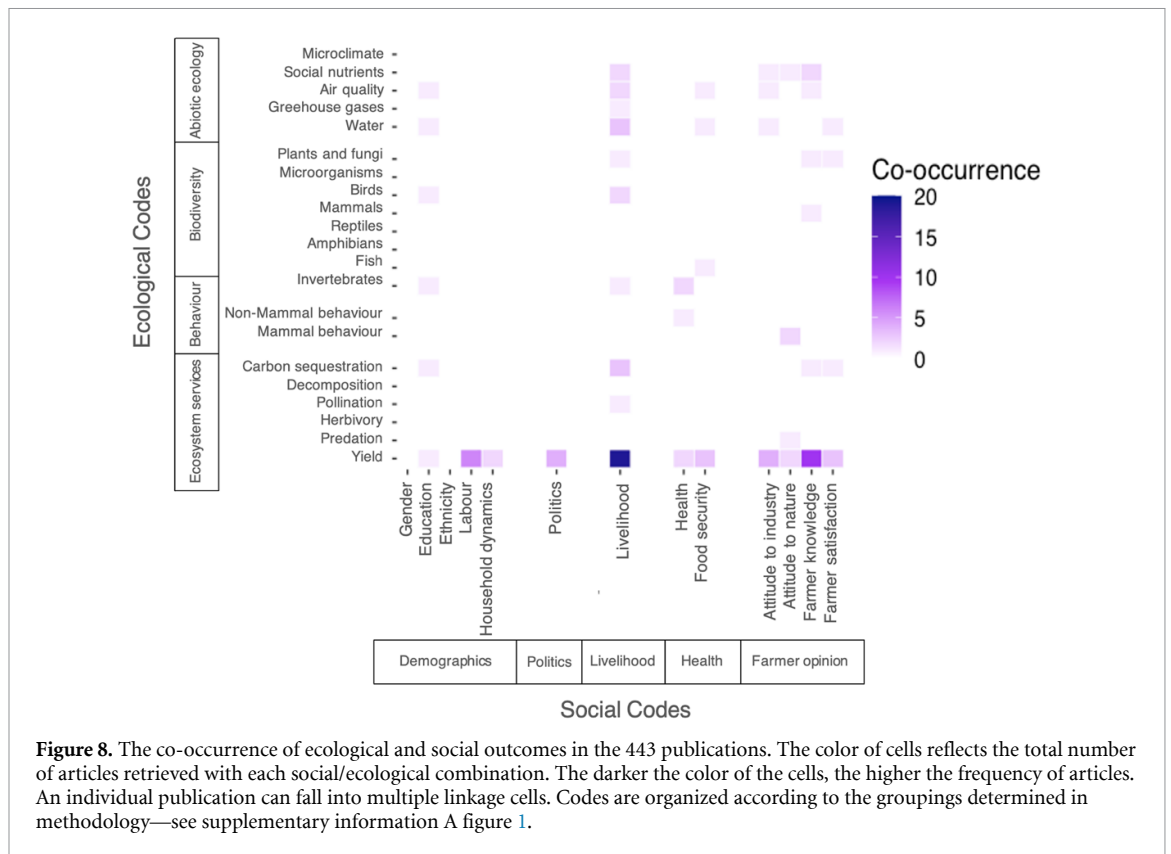 Ecological Codes
Abiotic ecology
Microclimate
Social nutrients
Air quality
Greehouse gases
Water
Biodiversity
Plants and fungi
Microorganisms
Birds
Mammals
Reptiles
Amphibians
Fish
Invertebrates
Behaviour
Non-Mammal behaviour
Mammal behaviour
Ecosystem services
Carbon sequestration
Decomposition
Pollination
Herbivory
Predation
Yield
Co-occurrence
20
15
10
5
0
Gender
Education
Ethnicity
Labour
Household dynamics
Politics
Livelihood
Health
Food security
Attitude to industry
Attitude to nature
Farmer knowledge
Farmer satisfaction
Demographics
Politics
Livelihood
Health
Farmer opinion
Social Codes
Figure 8. The co-occurrence of ecological and social outcomes in the 443 publications. The color of cells reflects the total number
of articles retrieved with each social/ecological combination. The darker the color of the cells, the higher the frequency of articles.
An individual publication can fall into multiple linkage cells. Codes are organized according to the groupings determined in
methodology—see supplementary information A figure 1.